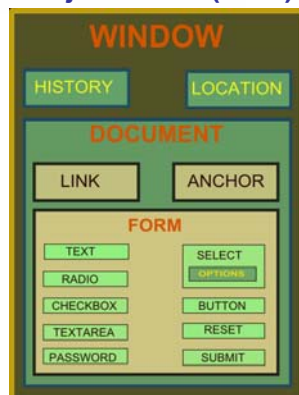 WINDOW
HISTORY
LOCATION
DOCUMENT
LINK
ANCHOR
FORM
TEXT
SELECT
OPTIONS
RADIO
CHECKBOX
BUTTON
TEXTAREA
RESET
PASSWORD
SUBMIT